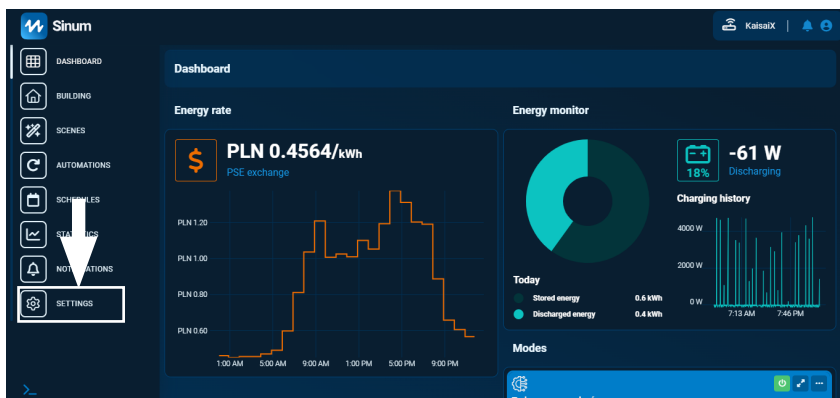 Sinum
KaisaiX |
DASHBOARD
BUILDING
SCENES
AUTOMATIONS
SCHEDULES
STATISTICS
NOTIFICATIONS
SETTINGS
>_
Dashboard
Energy rate
$
PLN 0.4564/kWh
PSE exchange
PLN 1.20
PLN 1.00
PLN 0.80
PLN 0.60
1:00 AM 5:00 AM 9:00 AM 1:00 PM 5:00 PM 9:00 PM
Energy monitor
18%
-61 W
Discharging
Charging history
4000 W
2000 W
0 W
7:13 AM 7:46 PM
Today
Stored energy 0.6 kWh
Discharged energy 0.4 kWh
Modes